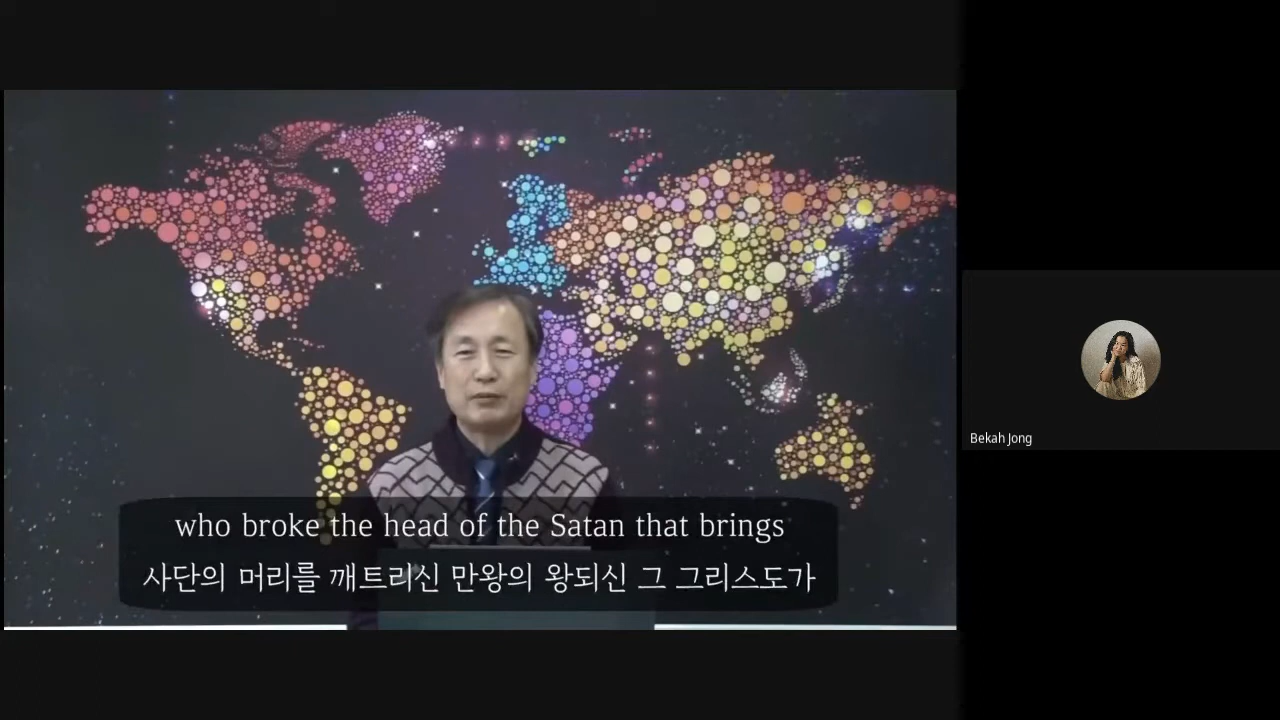 who broke the head of the Satan that brings
사단의 머리를 깨트리신 만왕의 왕되신 그 그리스도가
Bekah Jong